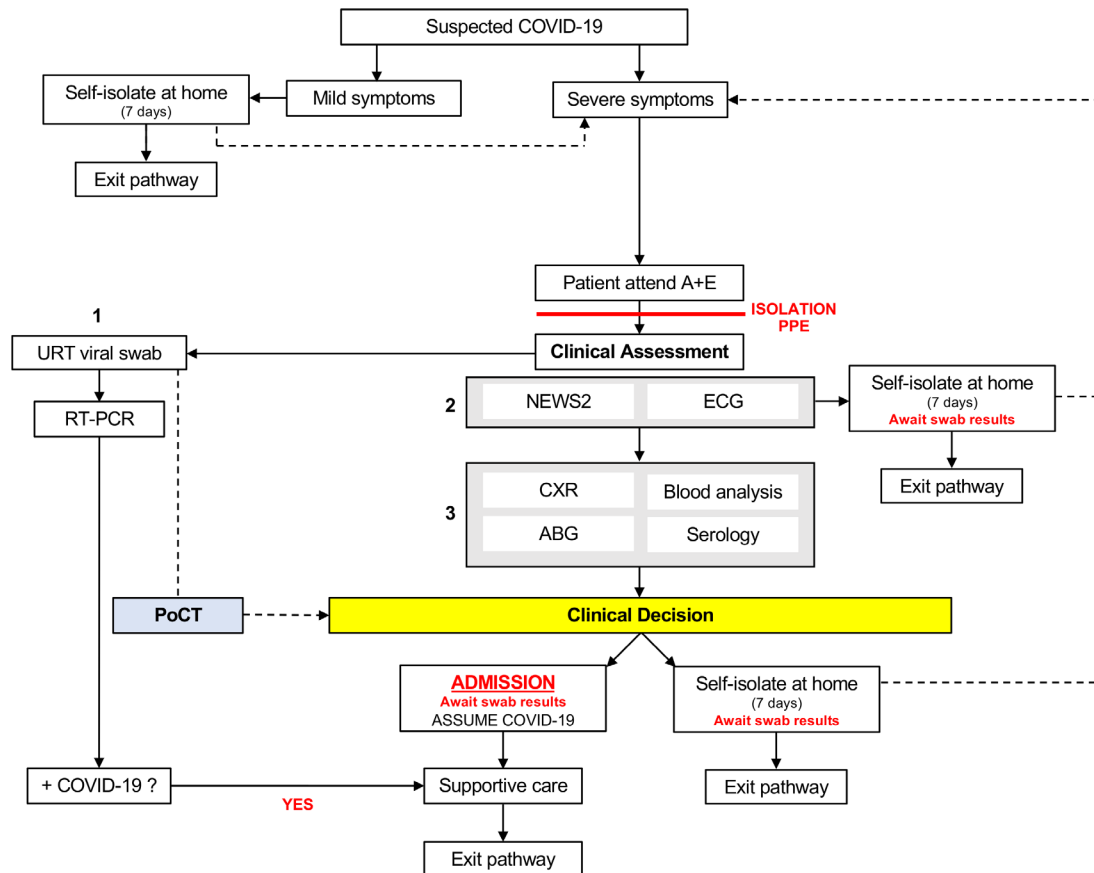 Suspected COVID-19
Self-isolate at home
(7 days)
Mild symptoms
Severe symptoms
Exit pathway
Patient attend A+E
ISOLATION
PPE
1
URT viral swab
Clinical Assessment
RT-PCR
2
NEWS2
ECG
Self-isolate at home
(7 days)
Await swab results
Exit pathway
3
CXR
Blood analysis
ABG
Serology
PoCT
Clinical Decision
ADMISSION
Await swab results
ASSUME COVID-19
Self-isolate at home
(7 days)
Await swab results
+ COVID-19 ?
YES
Supportive care
Exit pathway
Exit pathway